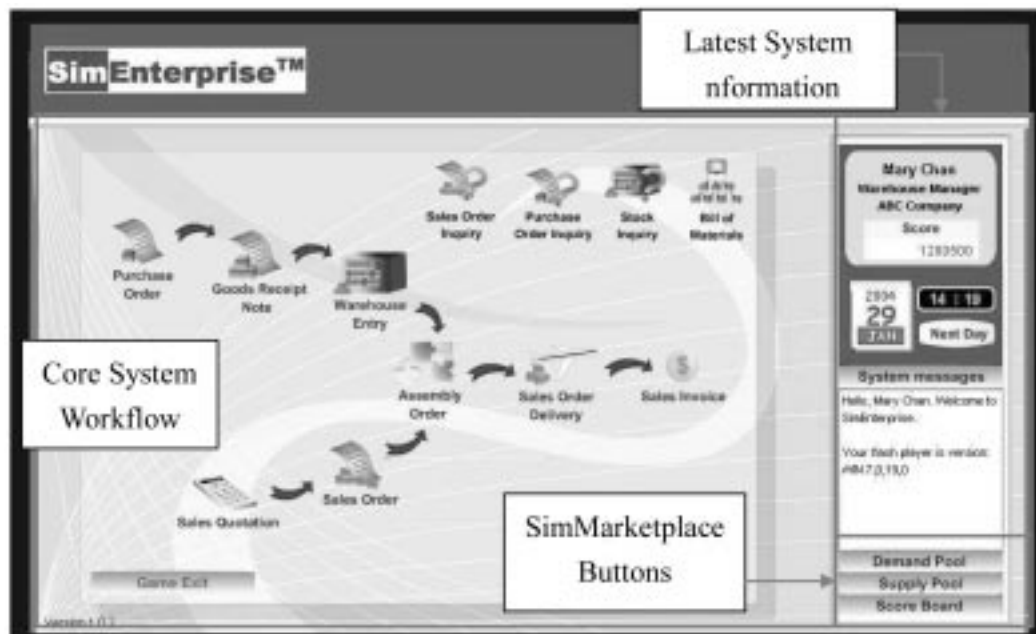 SimEnterprise™
Latest System
nformation
Mary Chan
Warehouse Manager
ABC Company
Score
1283500
2004
29
JAN
14 : 19
Next Day
System messages
Hello, Mary Chan. Welcome to
SimEnterprise.
Your flash player is version:
Sales Order
Inquiry
Purchase
Order Inquiry
Stock
Inquiry
Bill of
Materials
Purchase
Order
Goods Receipt
Note
Warehouse
Entry
Core System
Workflow
Assembly
Order
Sales Order
Delivery
Sales Invoice
Sales Quotation
Sales Order
SimMarketplace
Buttons
Game Exit
Demand Pool
Supply Pool
Score Board